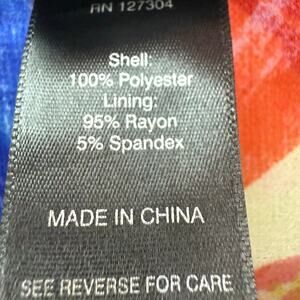 RN 127304
Shell:
100% Polyester
Lining:
95% Rayon
5% Spandex
MADE IN CHINA
SEE REVERSE FOR CARE